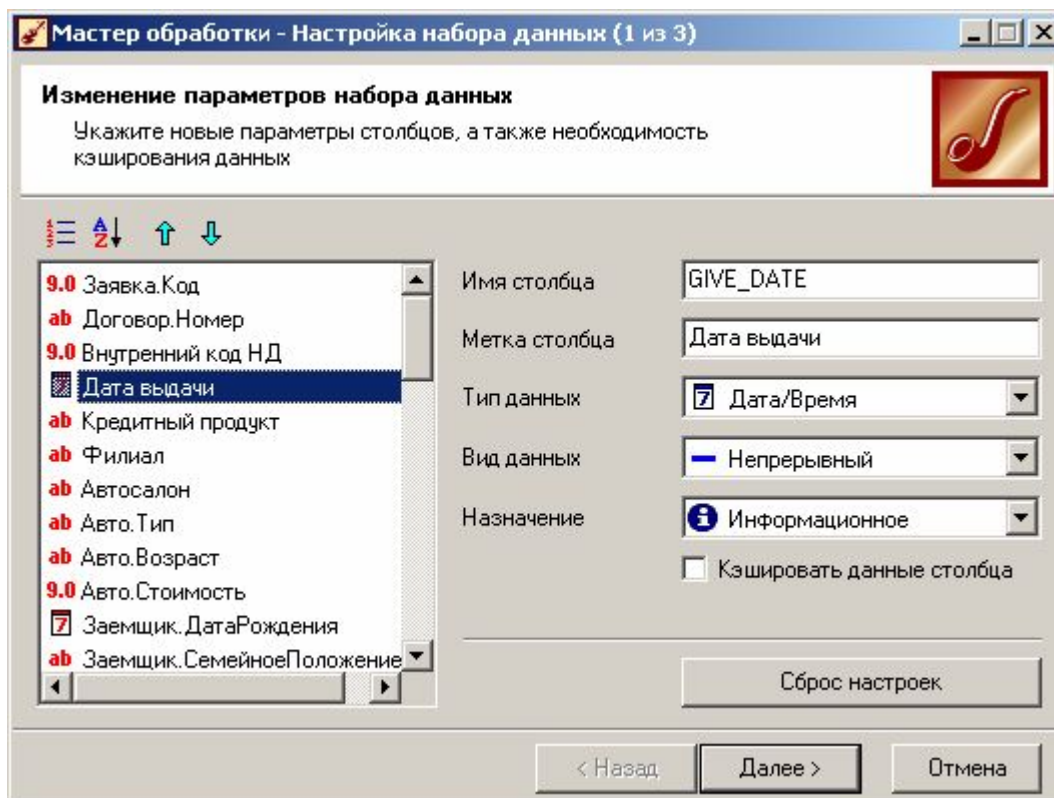 Мастер обработки - Настройка набора данных (1 из 3)
Изменение параметров набора данных
Укажите новые параметры столбцов, а также необходимость
кэширования данных
9.0 Заявка.Код
ab Договор.Номер
9.0 Внутренний код НД
Дата выдачи
ab Кредитный продукт
ab Филиал
ab Автосалон
ab Авто.Тип
ab Авто.Возраст
9.0 Авто.Стоимость
7 Заемщик.ДатаРождения
ab Заемщик.СемейноеПоложение
Имя столбца GIVE_DATE
Метка столбца Дата выдачи
Тип данных 7 Дата/Время
Вид данных Непрерывный
Назначение Информационное
Кэшировать данные столбца
Сброс настроек
< Назад Далее > Отмена